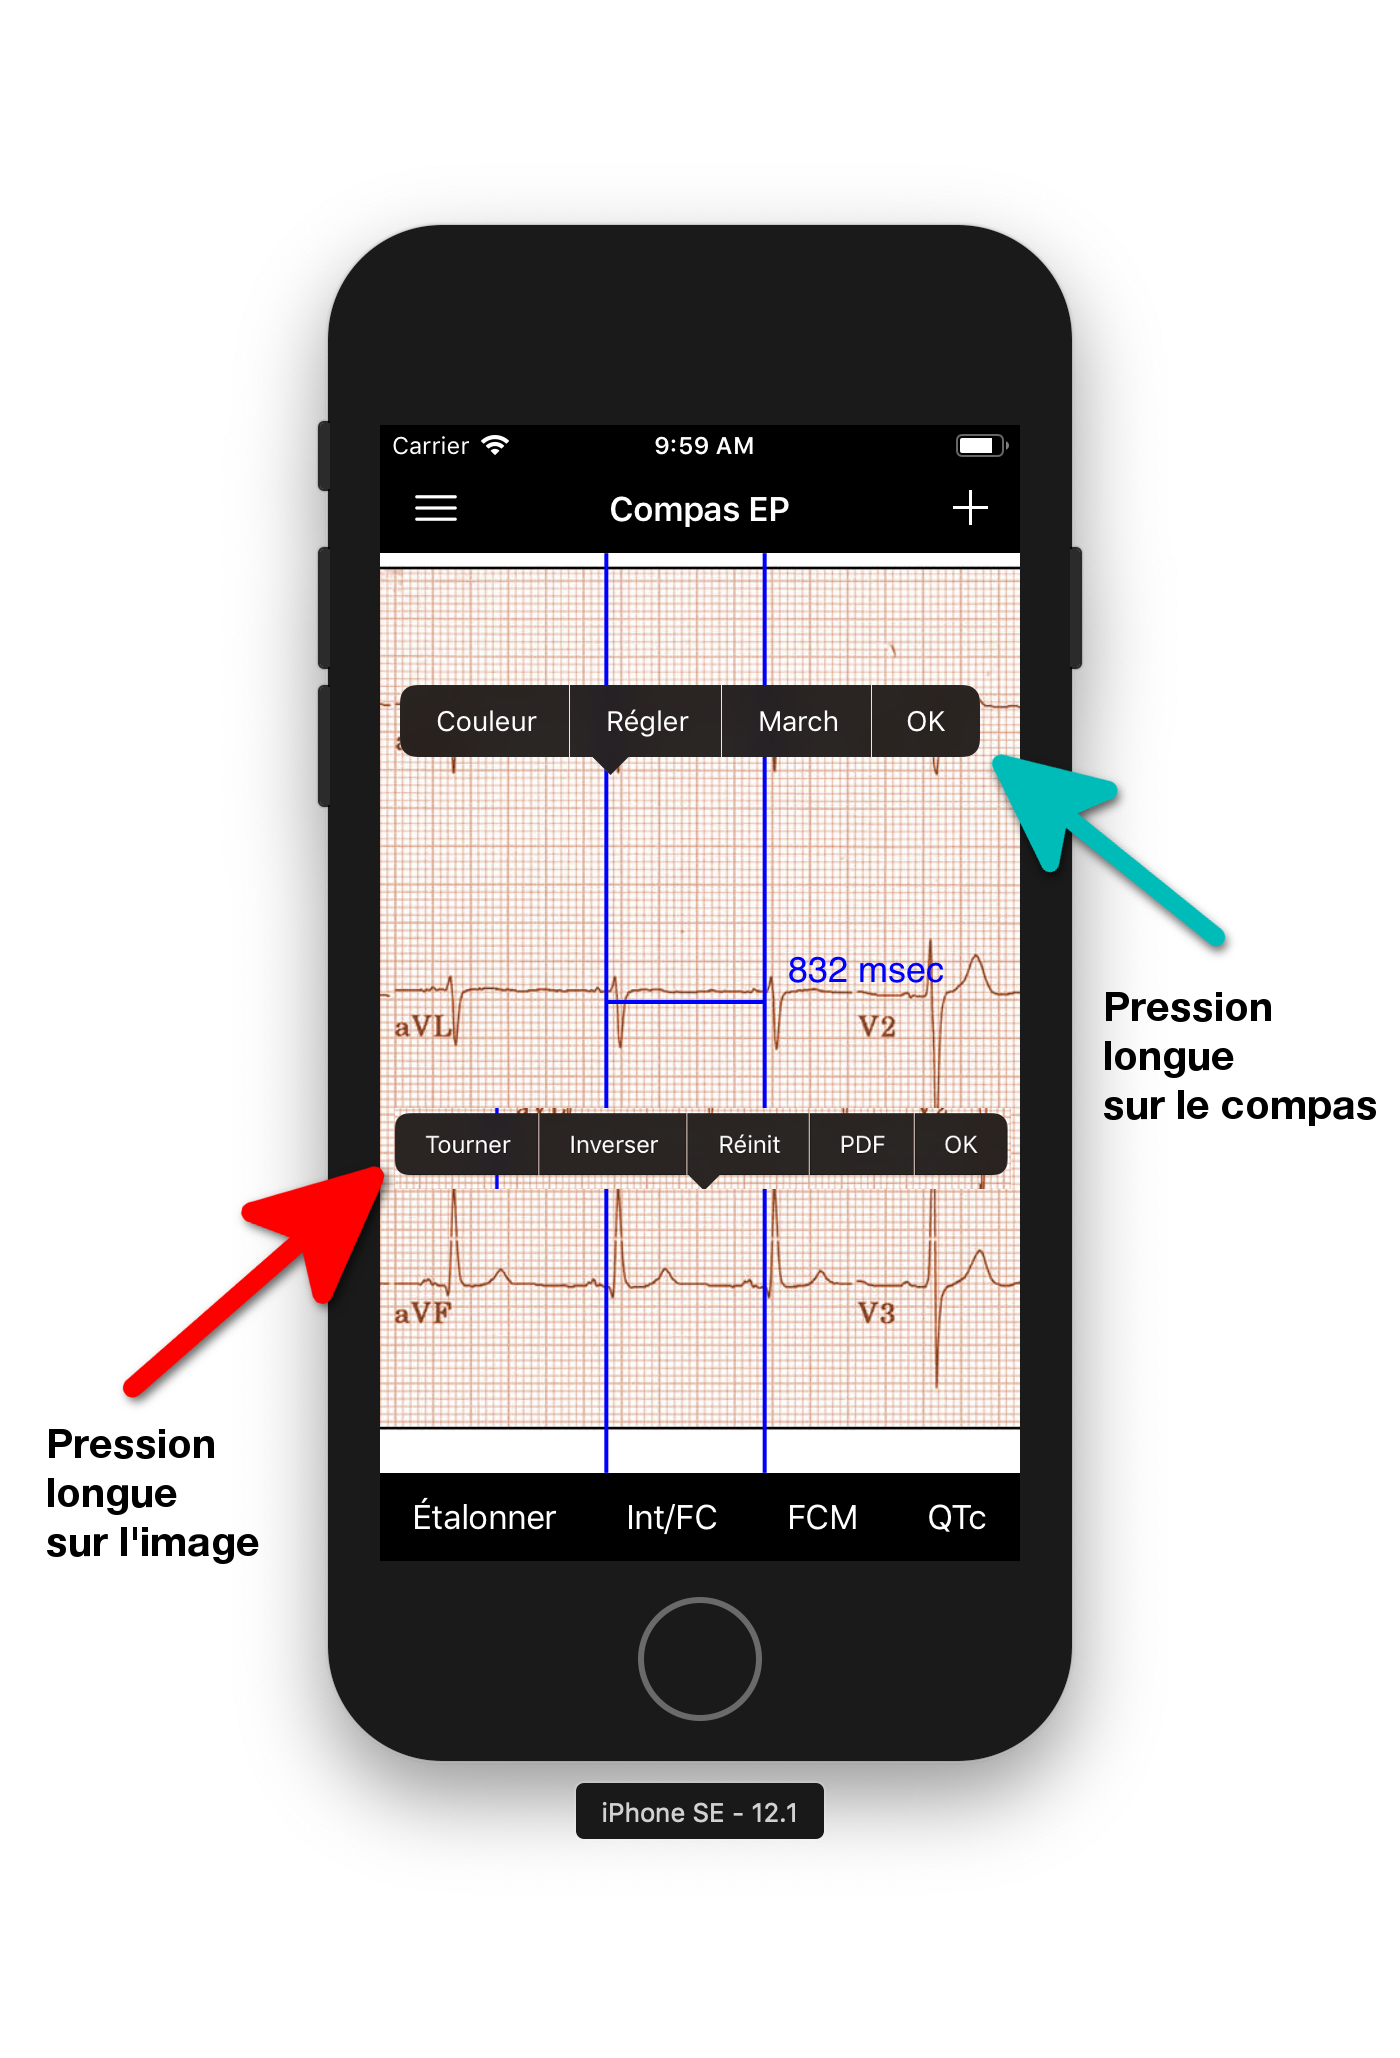 Carrier 9:59 AM
Compas EP
Couleur Régler March OK
832 msec
aVL V2
Pression
longue
sur le compas
Tourner Inverser Réinit PDF OK
aVF V3
Pression
longue
sur l'image
Étalonner Int/FC FCM QTc
iPhone SE - 12.1